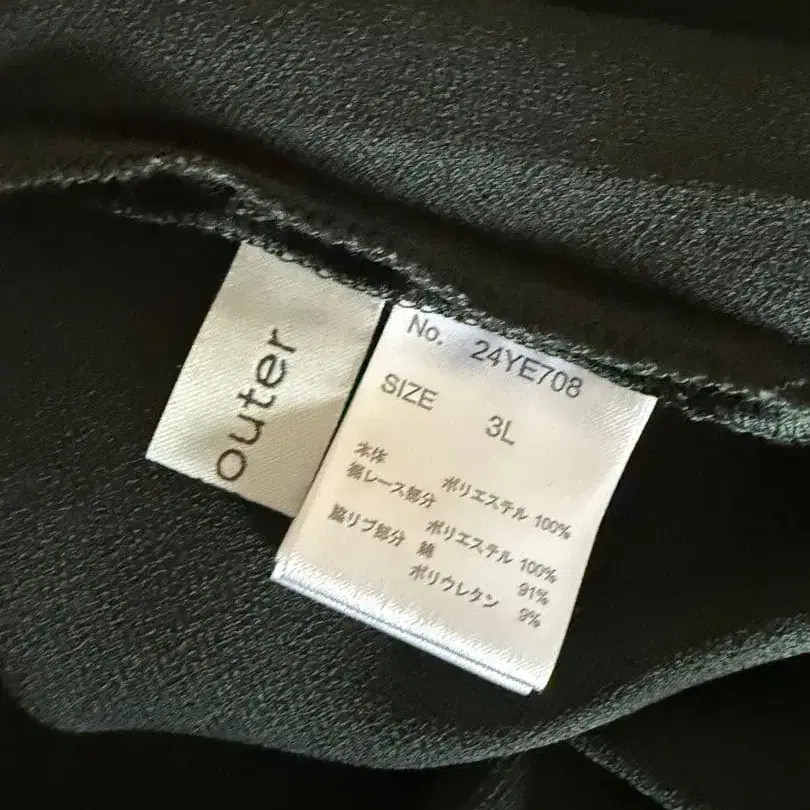 outer
No. 24YE708
SIZE 3L
本体 ポリエステル 100%
裾レース部分 ポリエステル 100%
脇リブ部分 綿 91%
ポリウレタン 9%